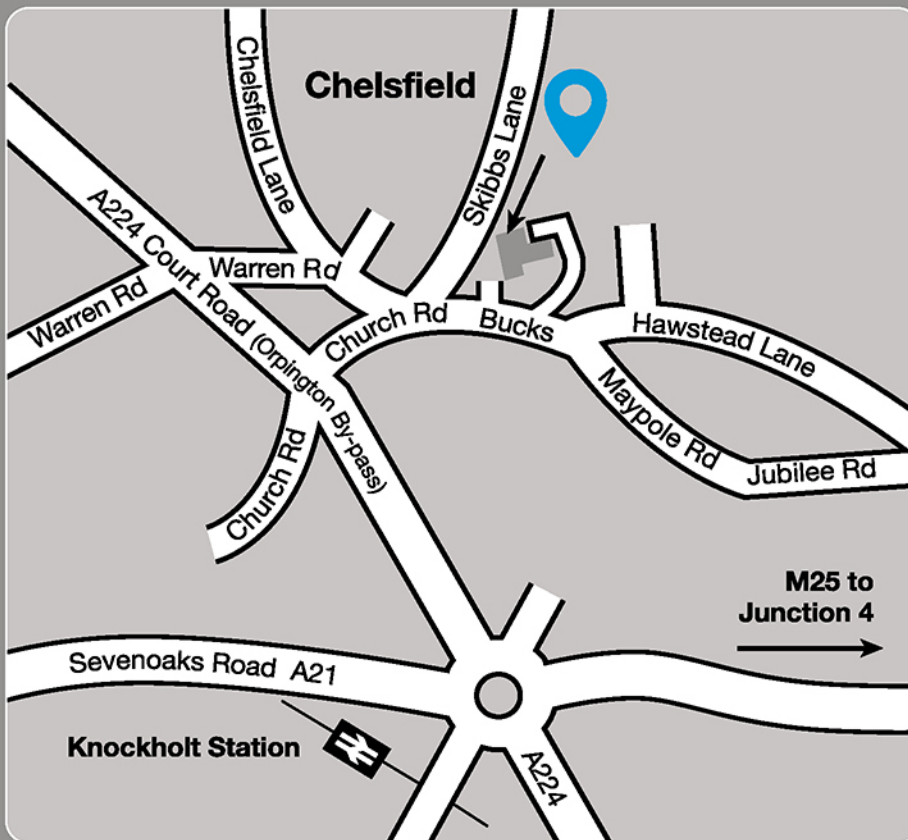 Chelsfield
Chelsfield Lane
Skibbs Lane
A224 Court Road (Orpington By-pass)
Warren Rd
Warren Rd
Church Rd
Bucks
Hawstead Lane
Maypole Rd
Jubilee Rd
Church Rd
M25 to
Junction 4
Sevenoaks Road A21
Knockholt Station
A224